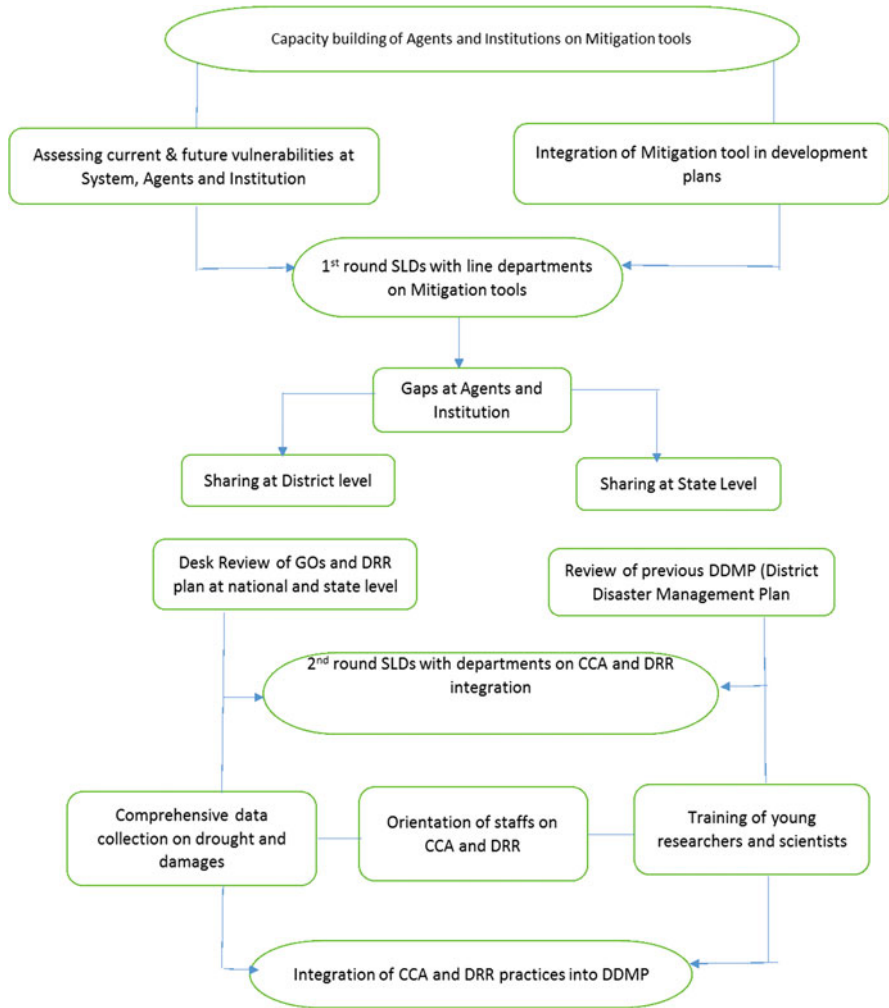 Capacity building of Agents and Institutions on Mitigation tools
Assessing current & future vulnerabilities at
System, Agents and Institution
Integration of Mitigation tool in development
plans
1st round SLDs with line departments
on Mitigation tools
Gaps at Agents and
Institution
Sharing at District level
Sharing at State Level
Desk Review of GOs and DRR
plan at national and state level
Review of previous DDMP (District
Disaster Management Plan
2nd round SLDs with departments on CCA and DRR
integration
Comprehensive data
collection on drought and
damages
Orientation of staffs on
CCA and DRR
Training of young
researchers and scientists
Integration of CCA and DRR practices into DDMP